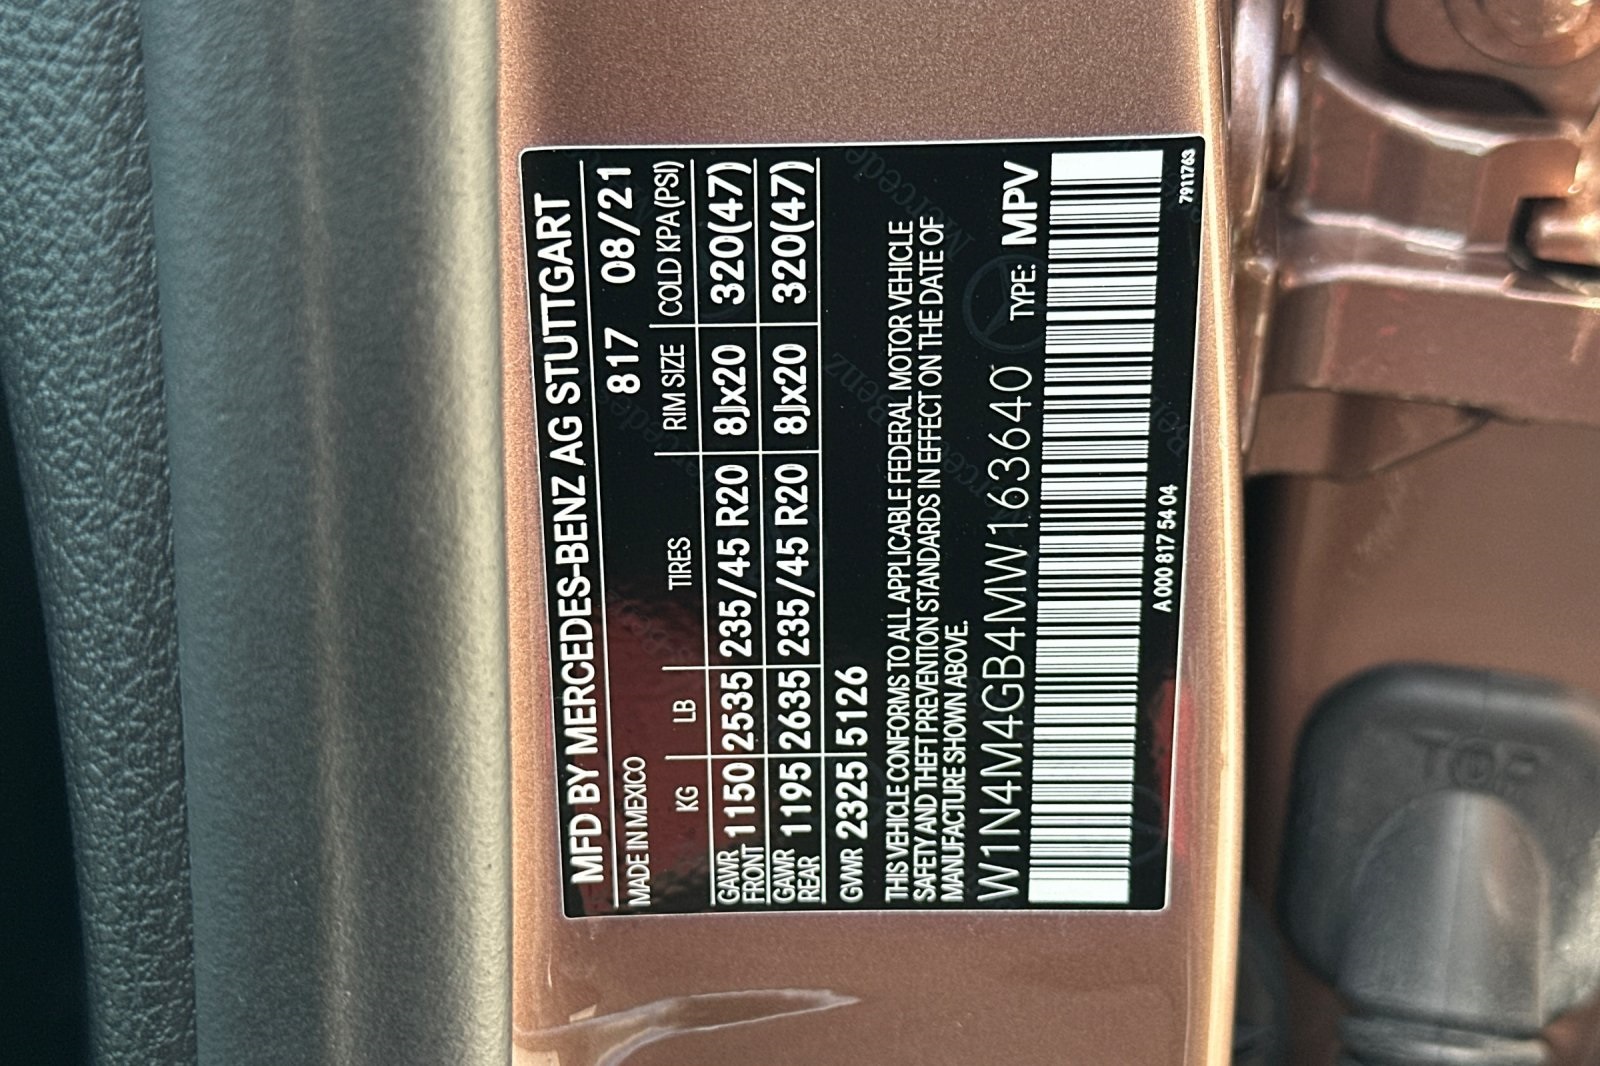 MFD BY MERCEDES-BENZ AG STUTTGART
MADE IN MEXICO 817 08/21
KG LB TIRES RIM SIZE COLD KPA(PSI)
GAWR FRONT 1150 2535 235/45 R20 8Jx20 320(47)
GAWR REAR 1195 2635 235/45 R20 8Jx20 320(47)
GVWR 2325 5126
THIS VEHICLE CONFORMS TO ALL APPLICABLE FEDERAL MOTOR VEHICLE
SAFETY AND THEFT PREVENTION STANDARDS IN EFFECT ON THE DATE OF
MANUFACTURE SHOWN ABOVE.
W1N4M4GB4MW163640 TYPE: MPV
A 000 817 54 04
7911763
TOP